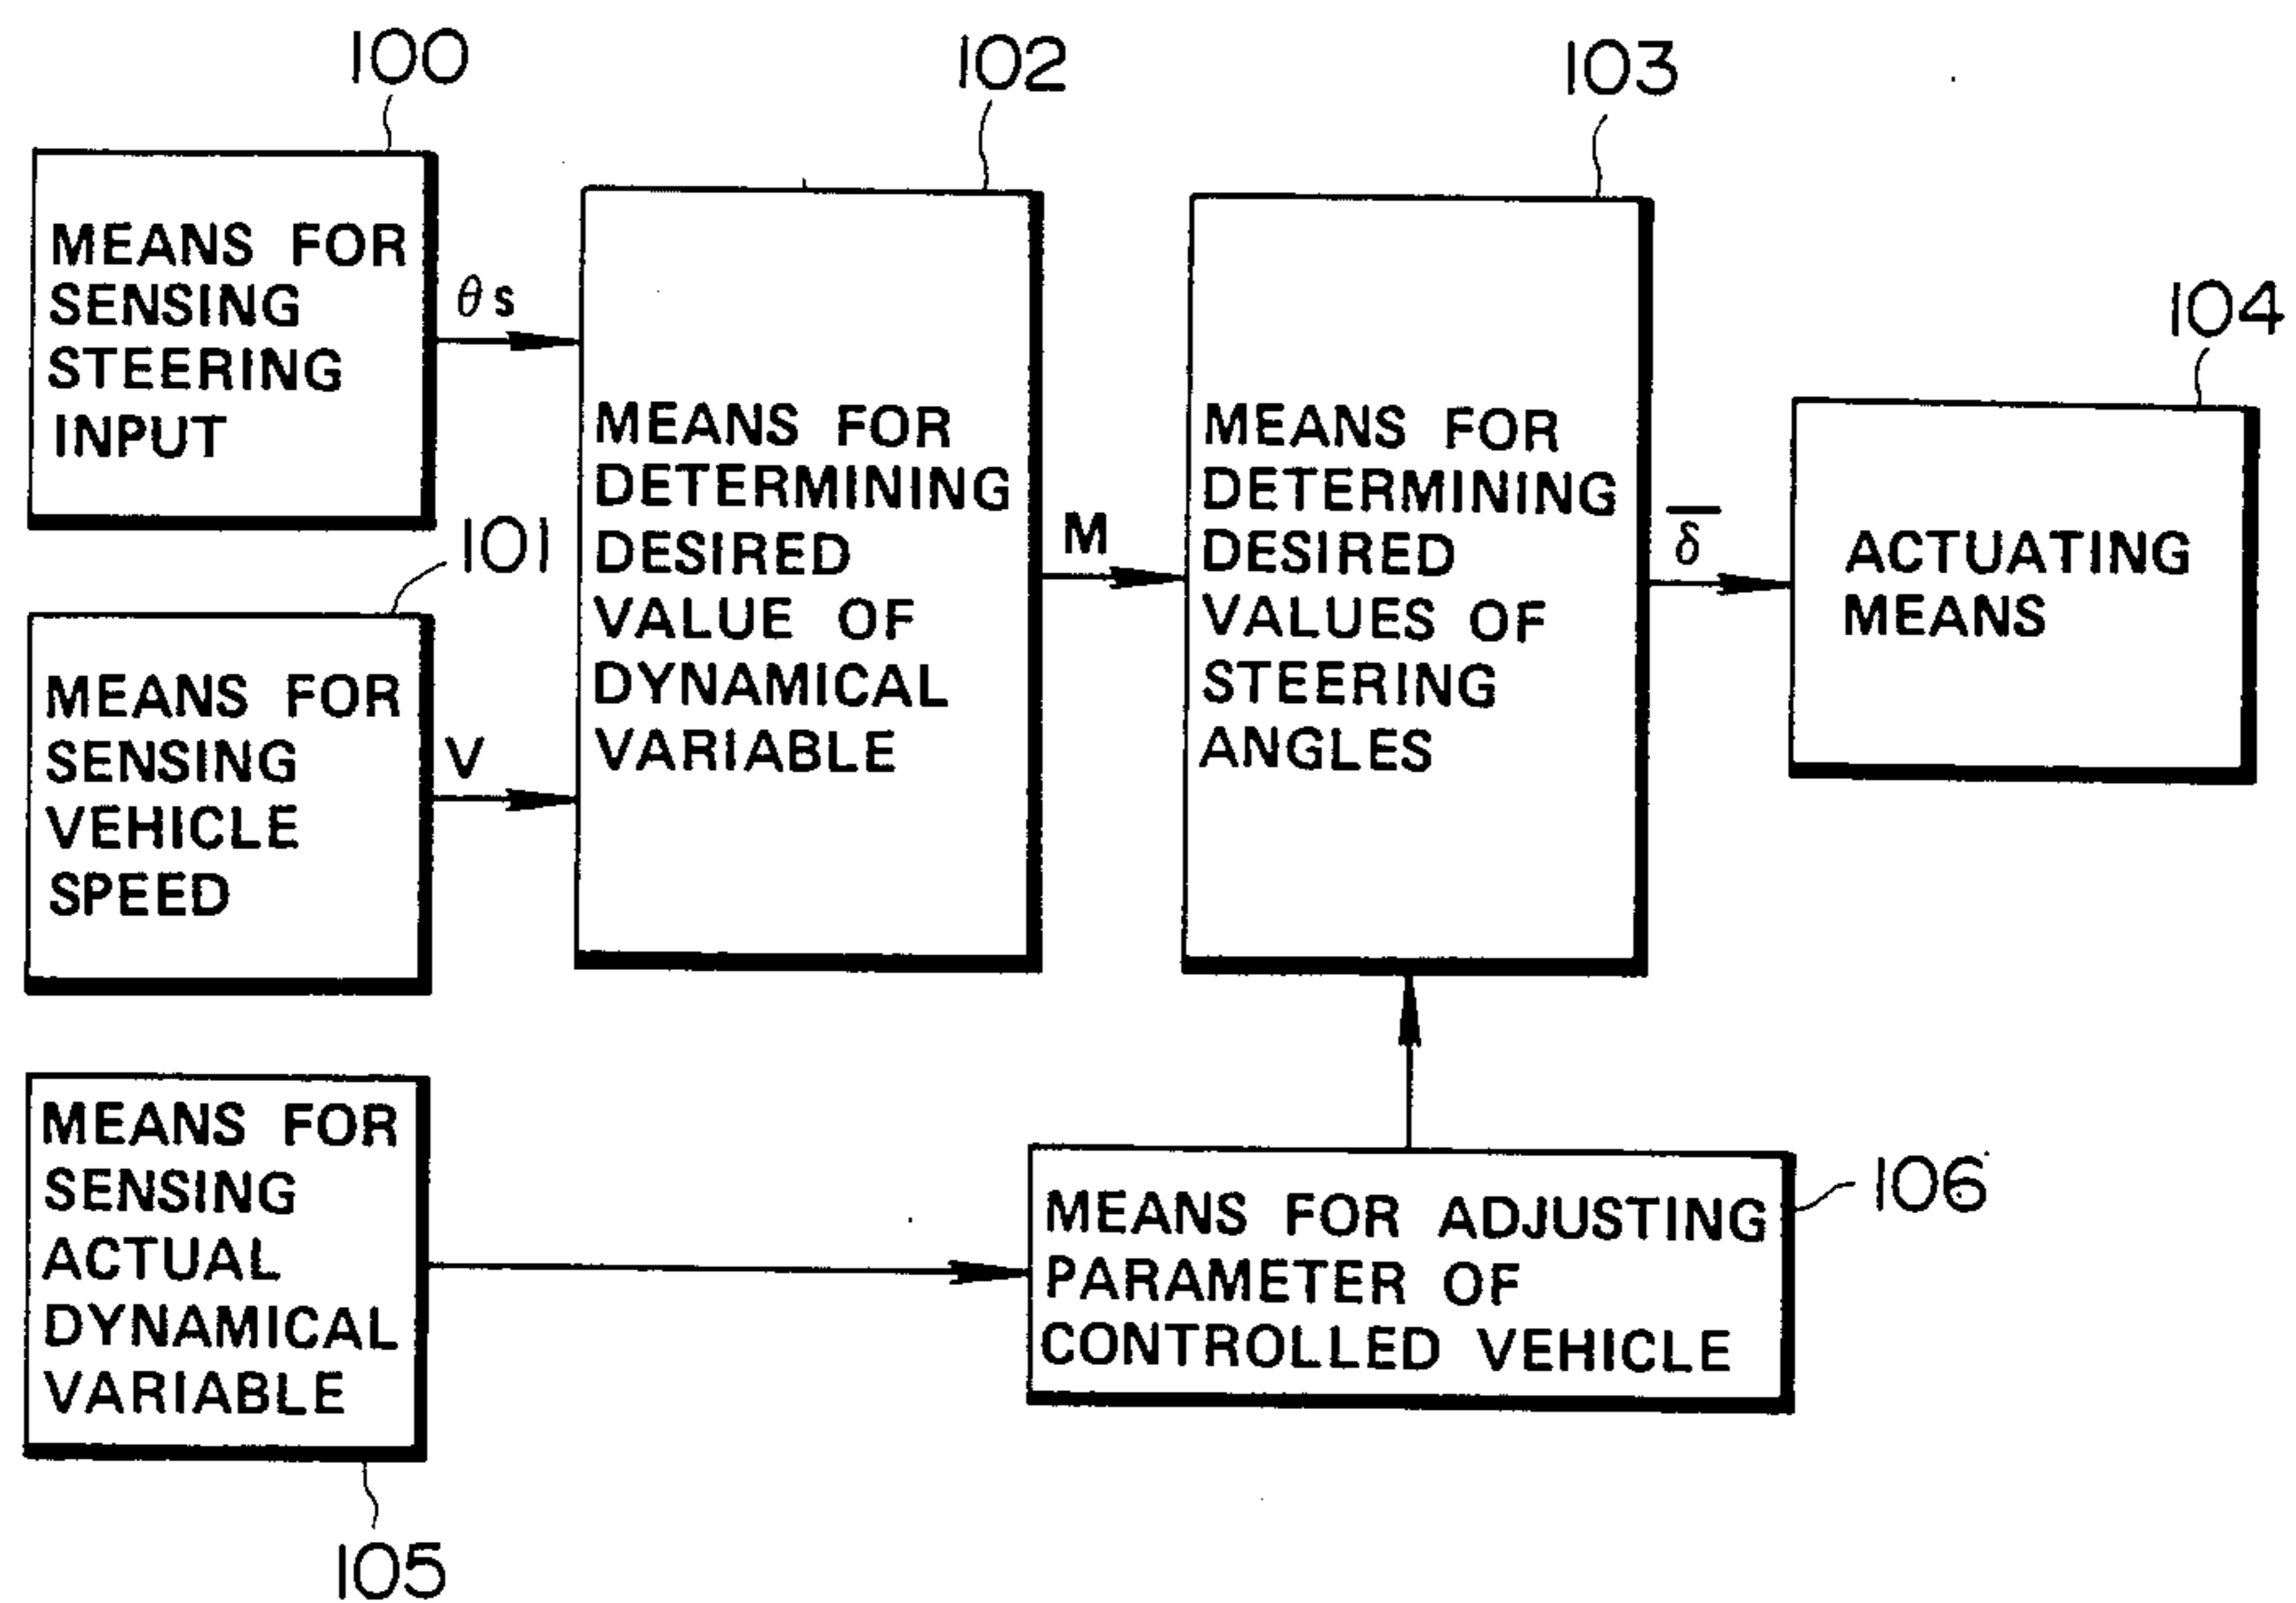 100
MEANS FOR
SENSING
STEERING
INPUT
θs
101
MEANS FOR
SENSING
VEHICLE
SPEED
V
102
MEANS FOR
DETERMINING
DESIRED
VALUE OF
DYNAMICAL
VARIABLE
M
103
MEANS FOR
DETERMINING
DESIRED
VALUES OF
STEERING
ANGLES
δ̅
104
ACTUATING
MEANS
MEANS FOR
SENSING
ACTUAL
DYNAMICAL
VARIABLE
105
106
MEANS FOR ADJUSTING
PARAMETER OF
CONTROLLED VEHICLE